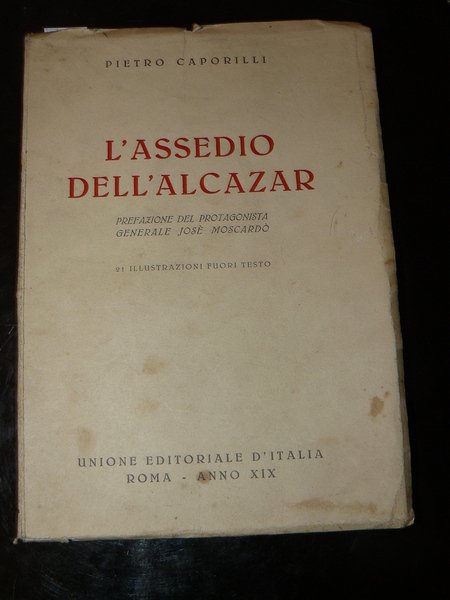 PIETRO CAPORILLI
L'ASSEDIO
DELL'ALCAZAR
PREFAZIONE DEL PROTAGONISTA
GENERALE JOSÈ MOSCARDÒ
21 ILLUSTRAZIONI FUORI TESTO
UNIONE EDITORIALE D'ITALIA
ROMA - ANNO XIX